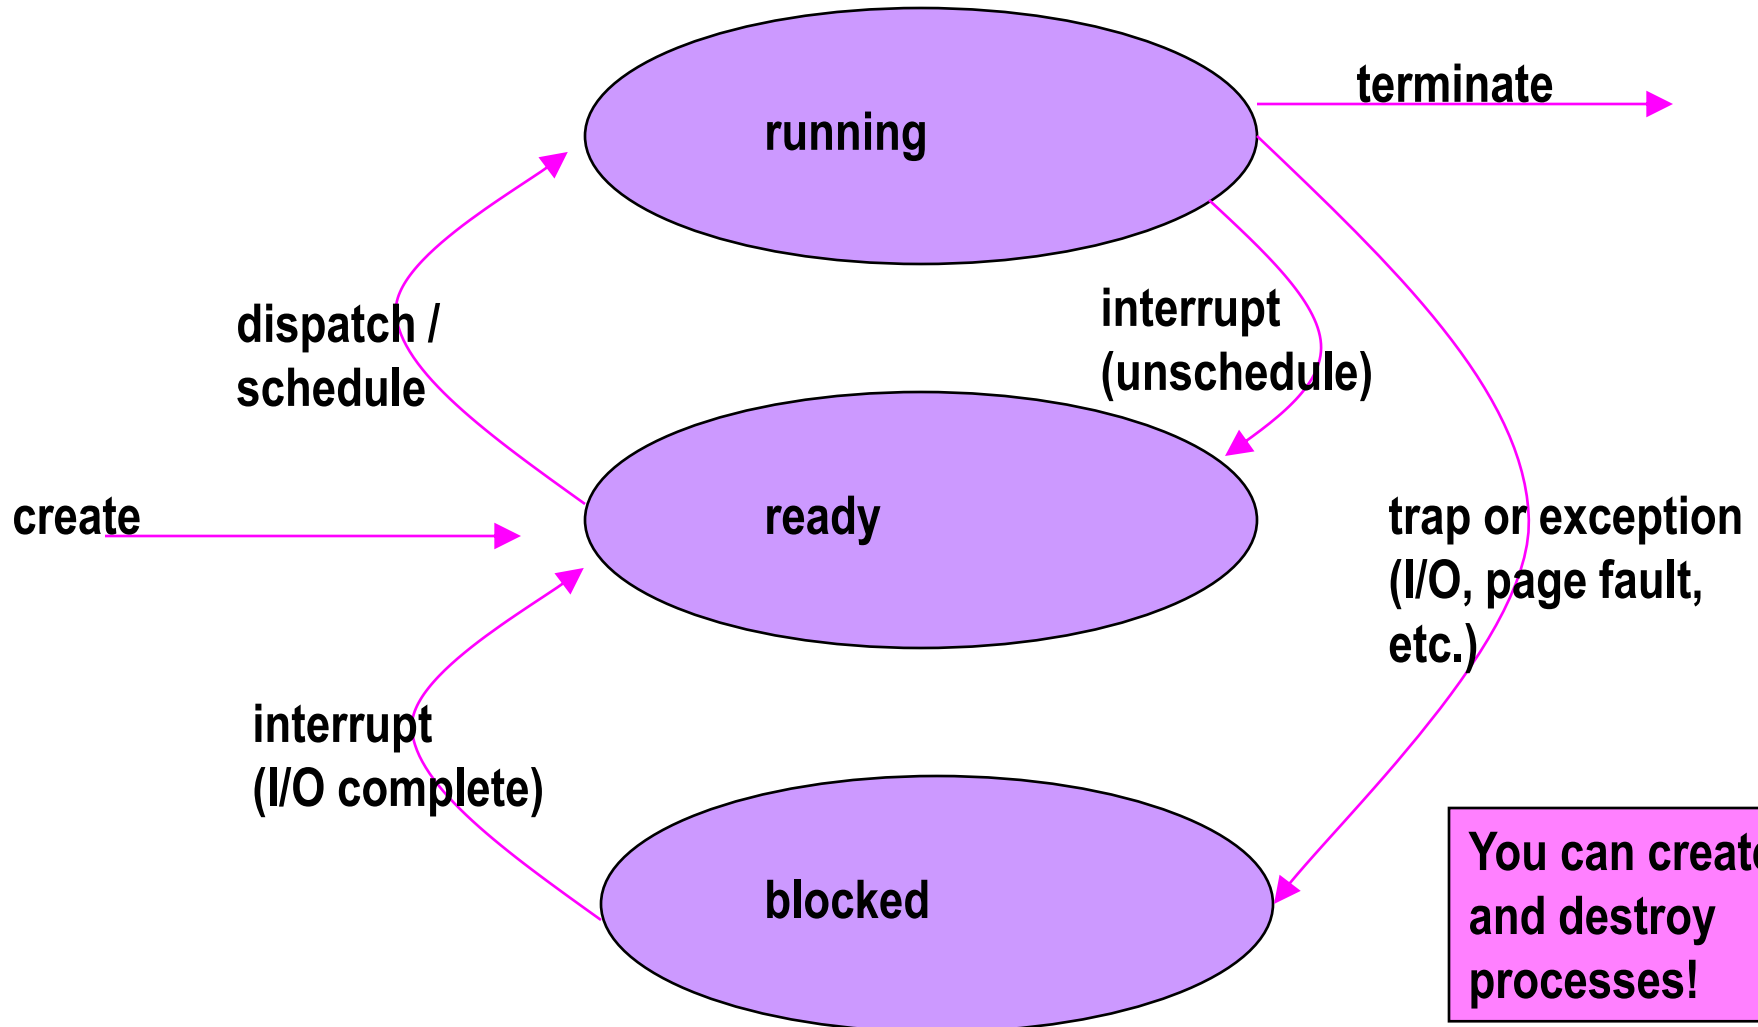 terminate
running
interrupt
(unschedule)
dispatch /
schedule
create
ready
trap or exception
(I/O, page fault,
etc.)
interrupt
(I/O complete)
blocked
You can create
and destroy
processes!